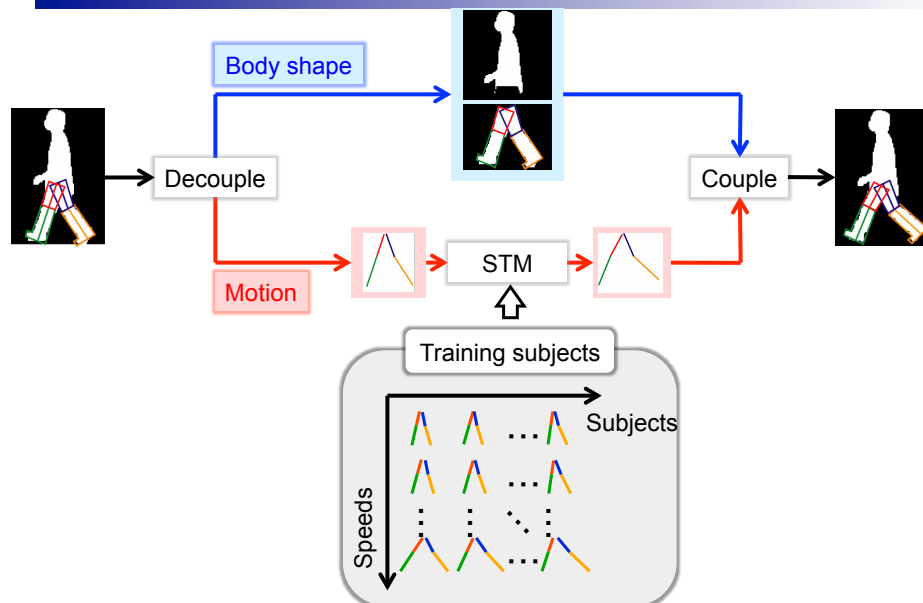 Body shape
Decouple
Couple
STM
Motion
Training subjects
Subjects
Speeds